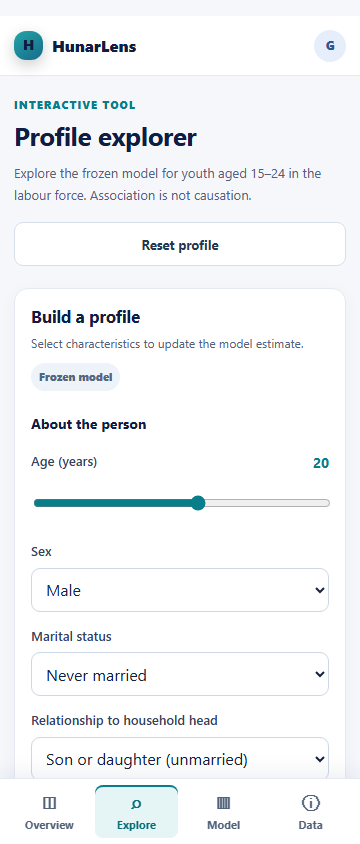 H HunarLens G
INTERACTIVE TOOL
Profile explorer
Explore the frozen model for youth aged 15–24 in the
labour force. Association is not causation.
Reset profile
Build a profile
Select characteristics to update the model estimate.
Frozen model
About the person
Age (years) 20
Sex
Male
Marital status
Never married
Relationship to household head
Son or daughter (unmarried)
Overview Explore Model Data